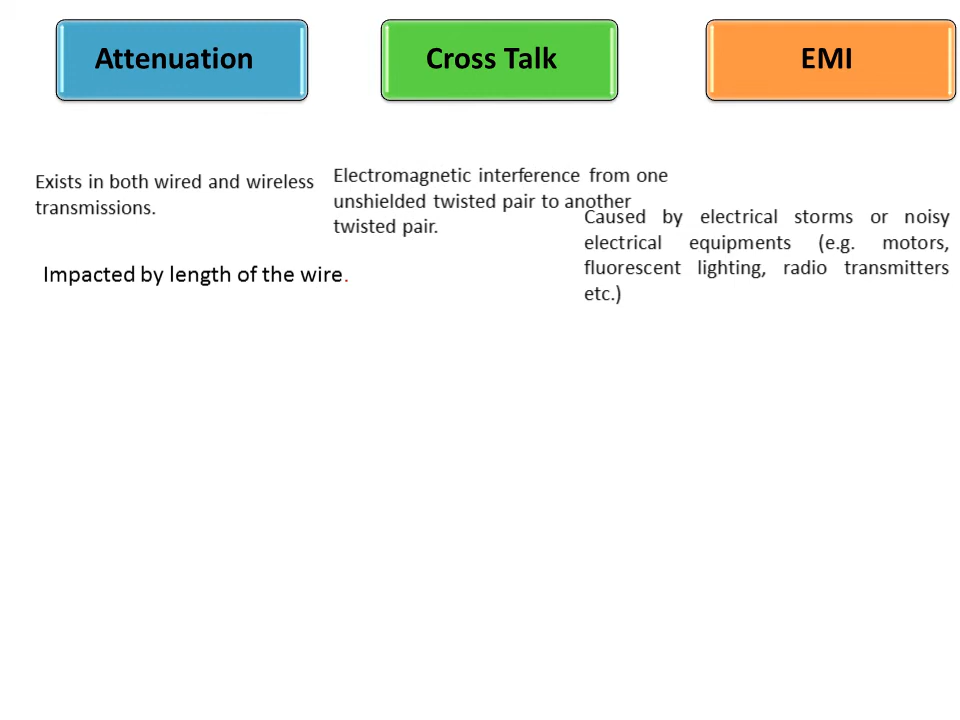 Attenuation
Cross Talk
EMI
Exists in both wired and wireless
transmissions.
Impacted by length of the wire.
Electromagnetic interference from one
unshielded twisted pair to another
twisted pair.
Caused by electrical storms or noisy
electrical equipments (e.g. motors,
fluorescent lighting, radio transmitters
etc.)